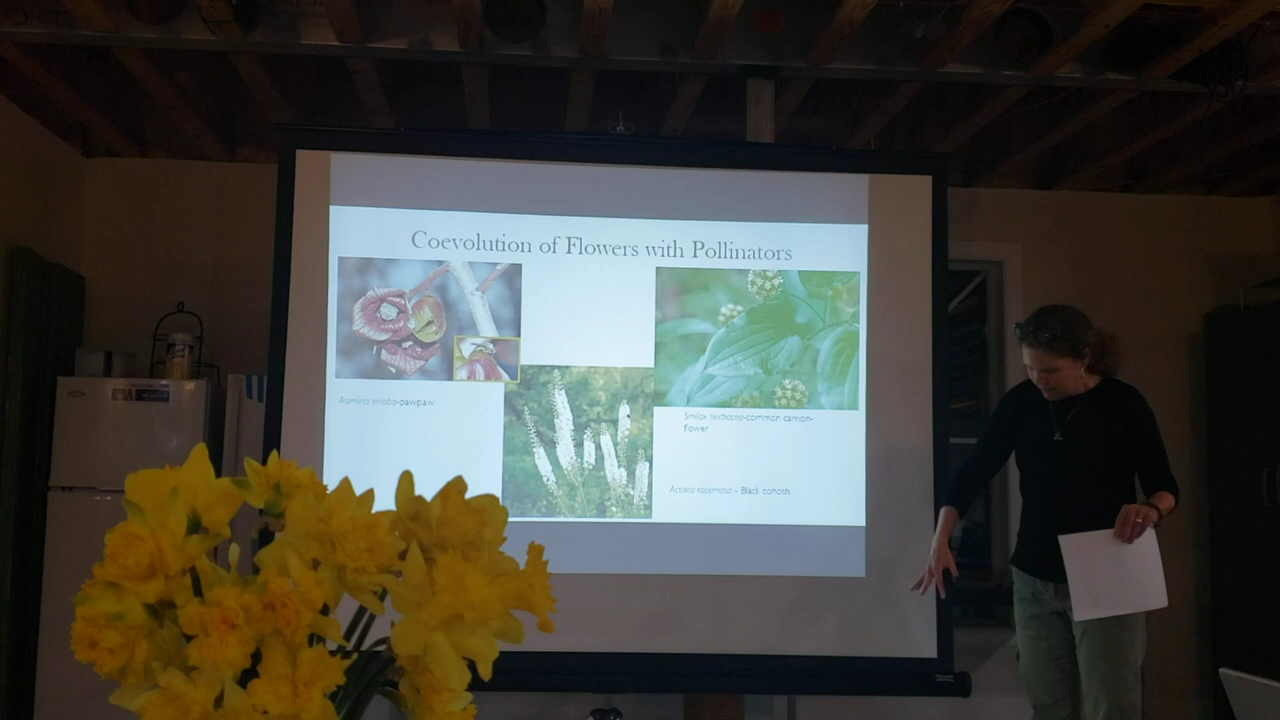 Coevolution of Flowers with Pollinators
Asimina triloba-pawpaw
Smilax herbacea-common carrion-
flower
Actaea racemosa - Black cohosh